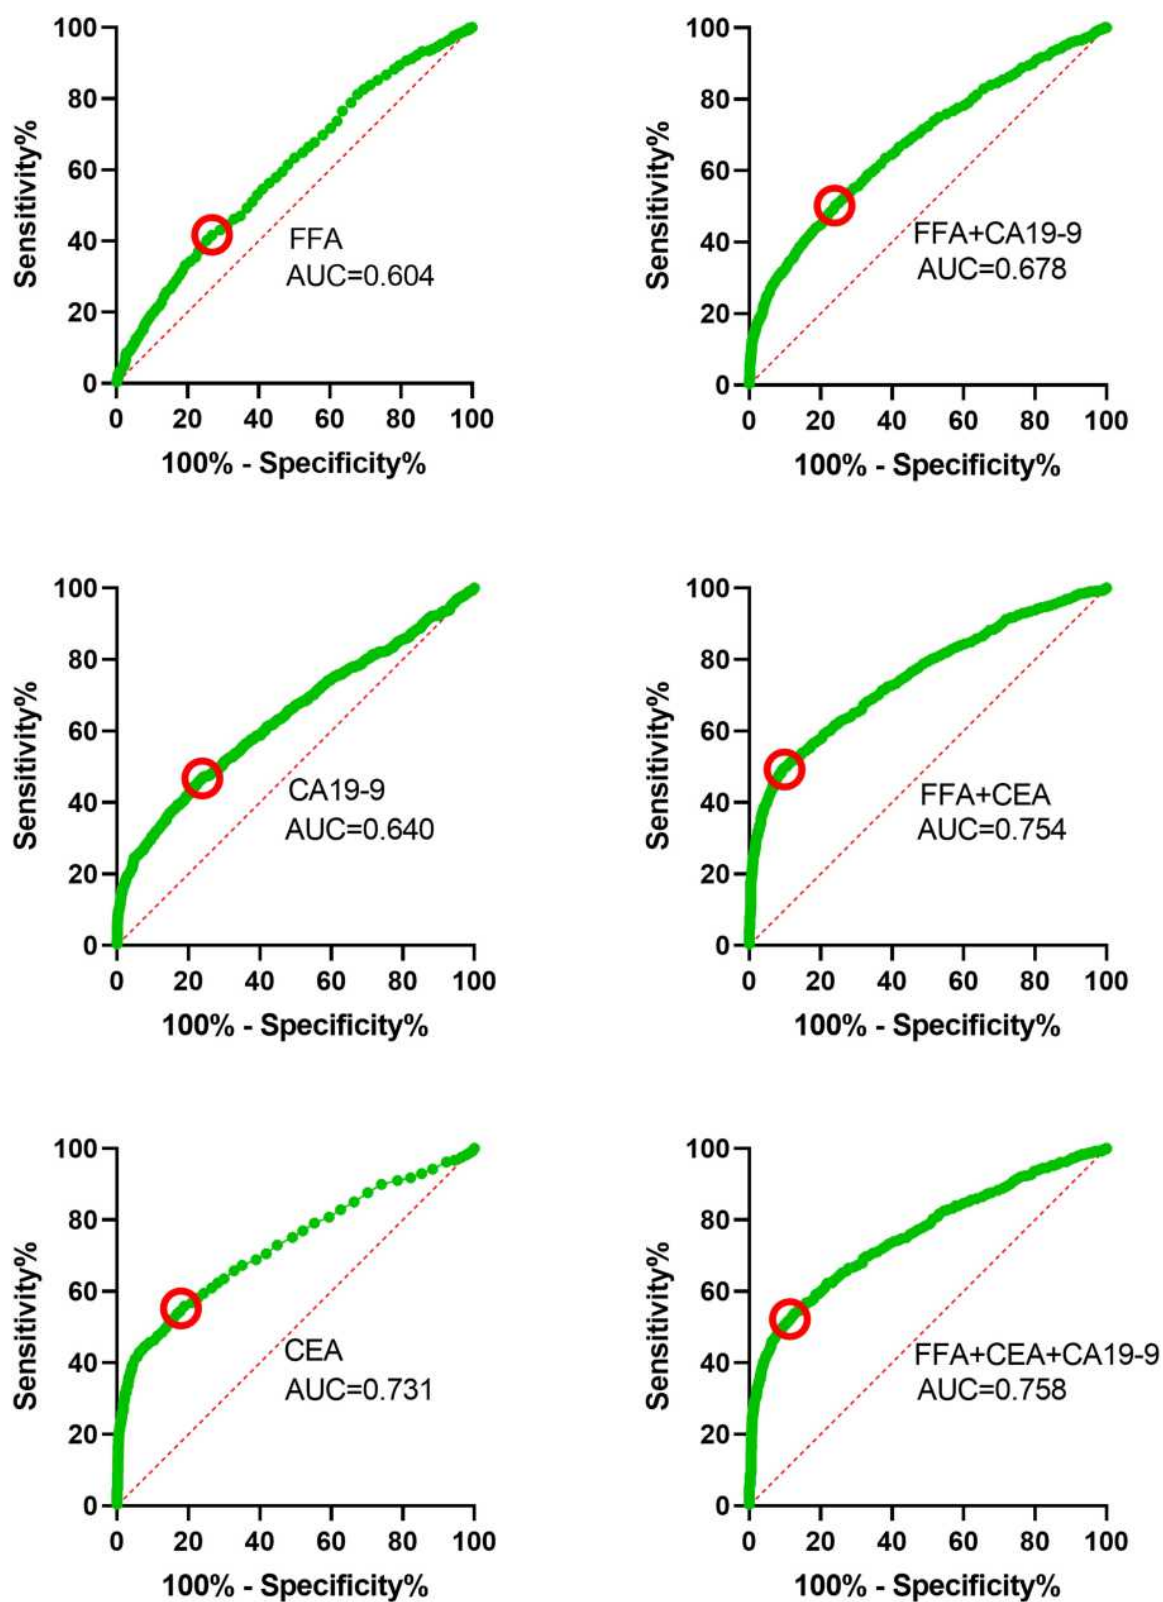 100
80
60
40
20
0
Sensitivity%
FFA
AUC=0.604
0 20 40 60 80 100
100% - Specificity%
100
80
60
40
20
0
Sensitivity%
FFA+CA19-9
AUC=0.678
0 20 40 60 80 100
100% - Specificity%
100
80
60
40
20
0
Sensitivity%
CA19-9
AUC=0.640
0 20 40 60 80 100
100% - Specificity%
100
80
60
40
20
0
Sensitivity%
FFA+CEA
AUC=0.754
0 20 40 60 80 100
100% - Specificity%
100
80
60
40
20
0
Sensitivity%
CEA
AUC=0.731
0 20 40 60 80 100
100% - Specificity%
100
80
60
40
20
0
Sensitivity%
FFA+CEA+CA19-9
AUC=0.758
0 20 40 60 80 100
100% - Specificity%